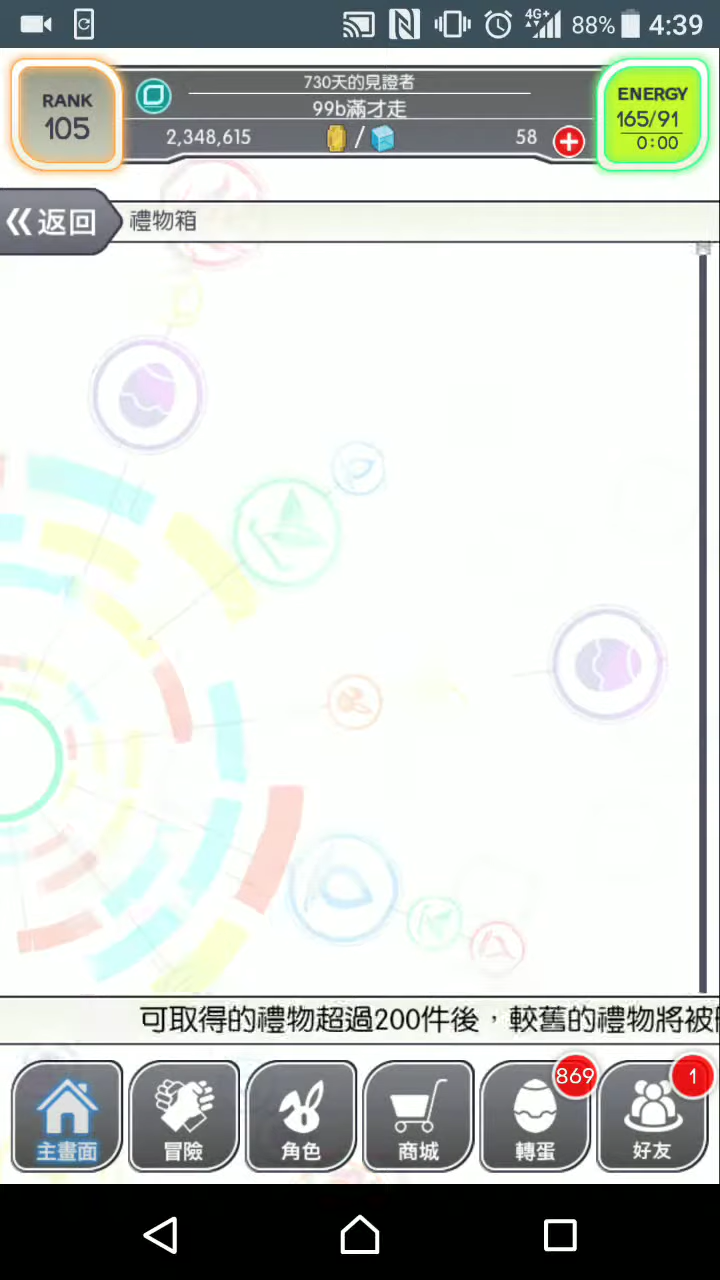 4G+
88%
4:39
RANK
105
730天的見證者
99b滿才走
2,348,615
/
58
ENERGY
165/91
0:00
返回
禮物箱
可取得的禮物超過200件後，較舊的禮物將被
主畫面
冒險
角色
商城
869
轉蛋
1
好友